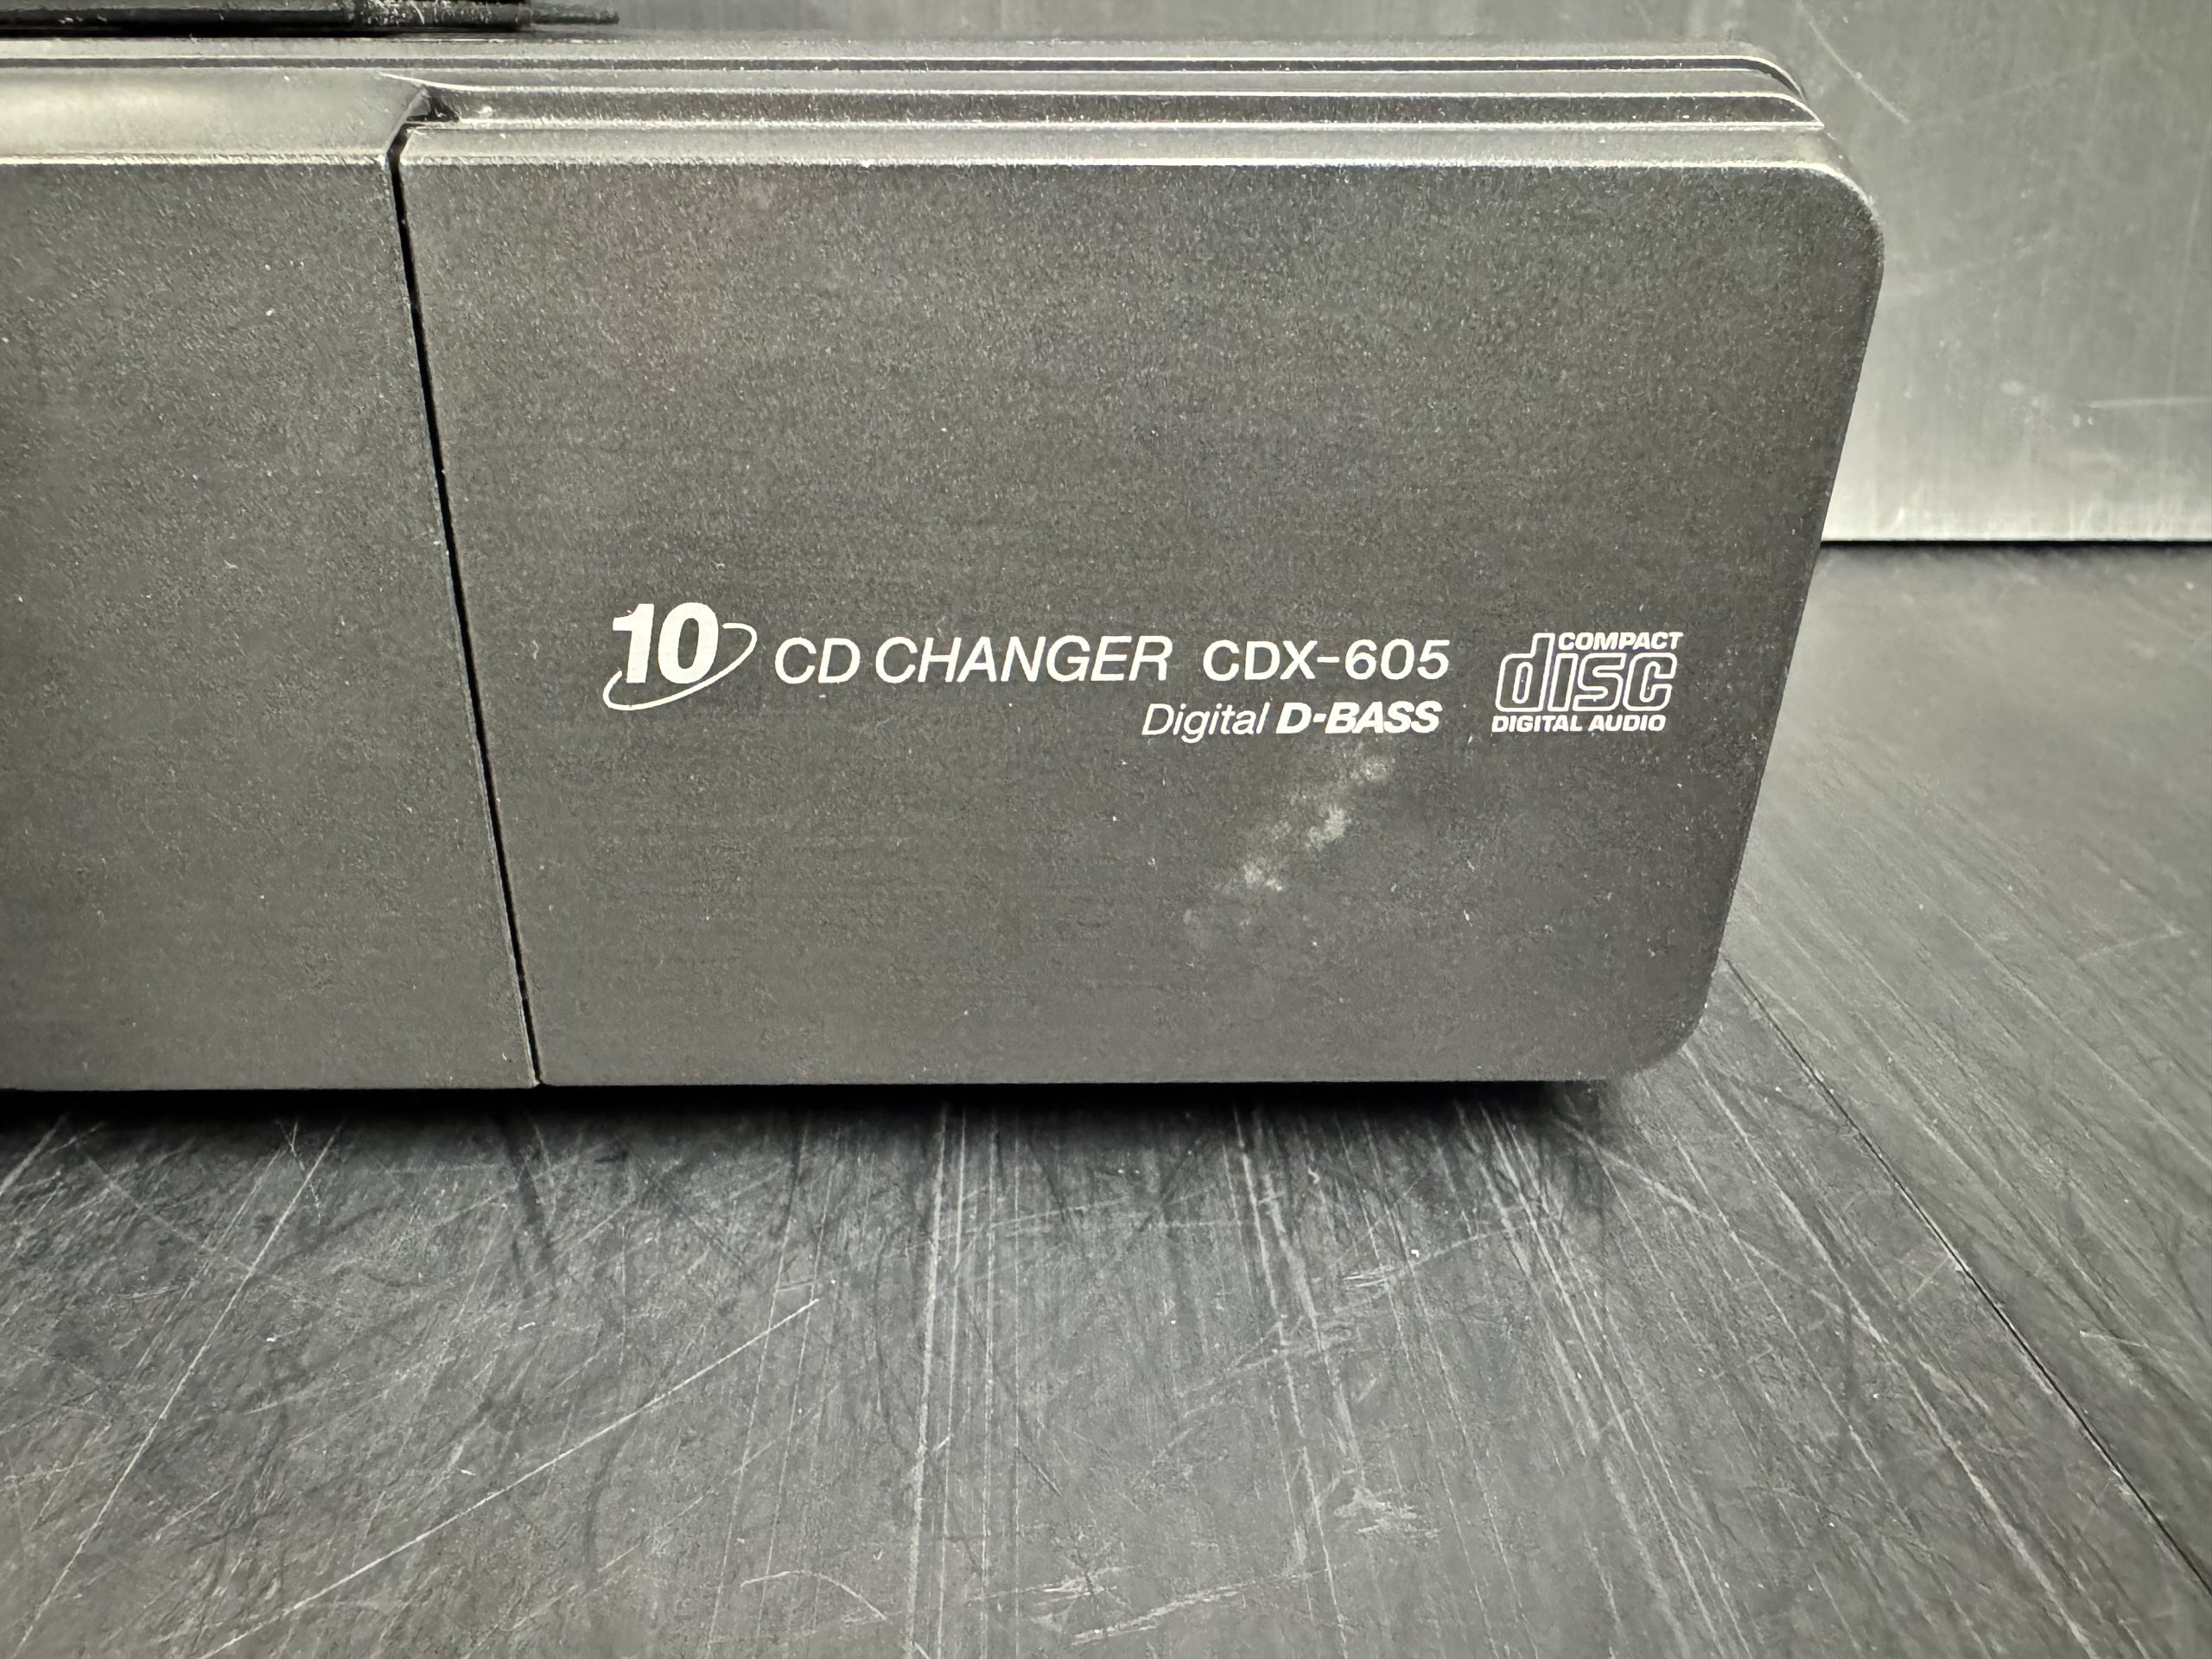 10 CD CHANGER CDX-605
Digital D-BASS
COMPACT
disc
DIGITAL AUDIO